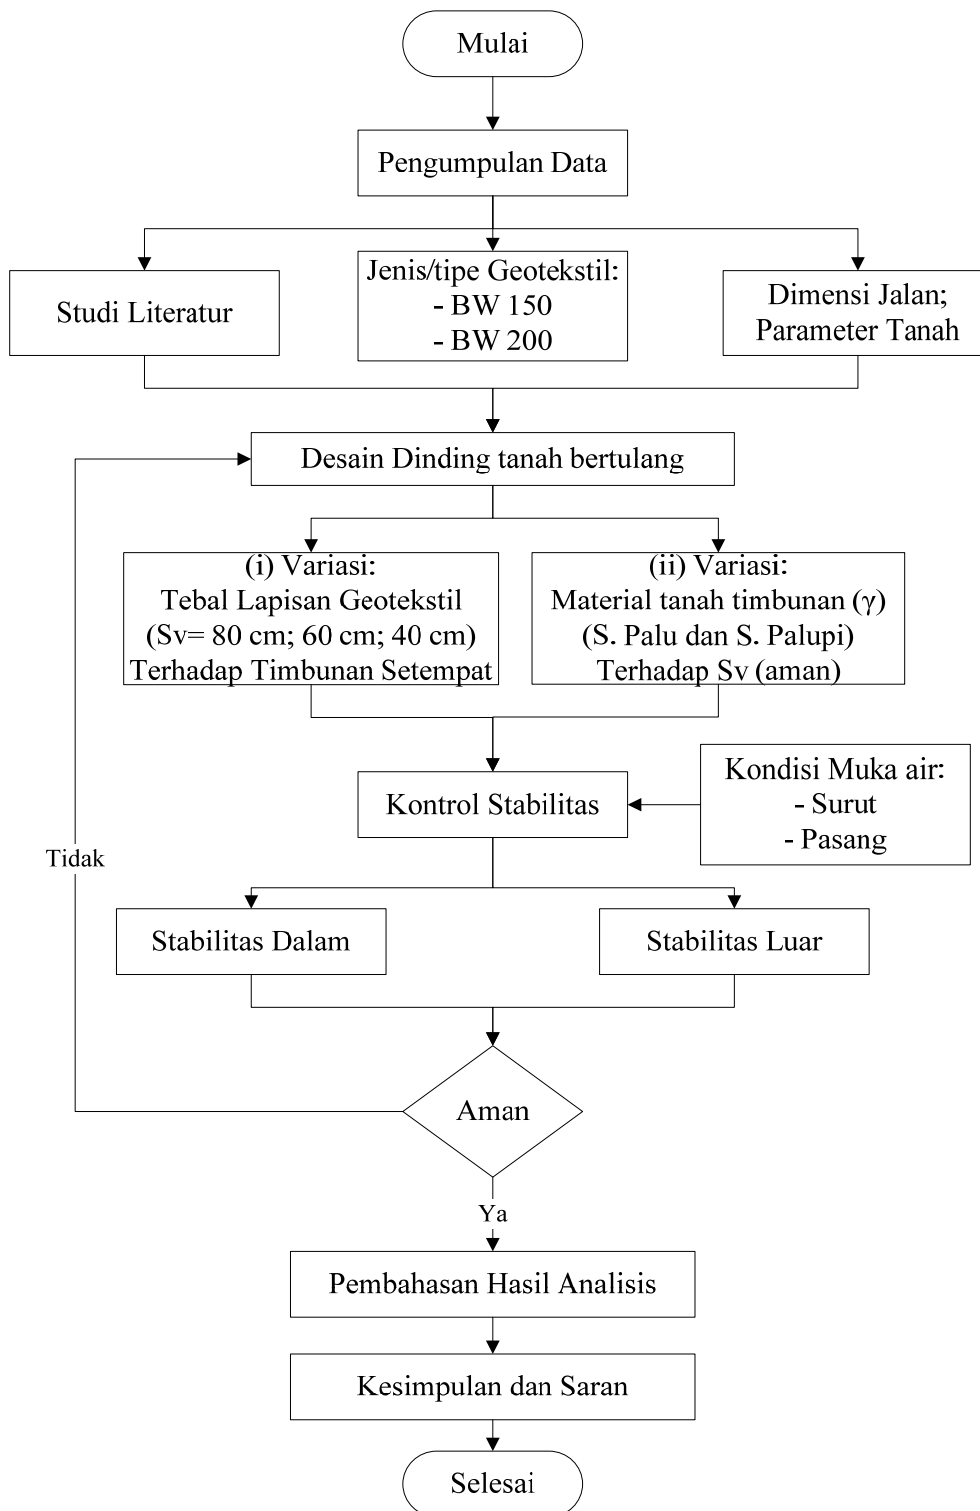 Mulai
Pengumpulan Data
Studi Literatur
Jenis/tipe Geotekstil:
- BW 150
- BW 200
Dimensi Jalan;
Parameter Tanah
Desain Dinding tanah bertulang
(i) Variasi:
Tebal Lapisan Geotekstil
(Sv= 80 cm; 60 cm; 40 cm)
Terhadap Timbunan Setempat
(ii) Variasi:
Material tanah timbunan (γ)
(S. Palu dan S. Palupi)
Terhadap Sv (aman)
Kontrol Stabilitas
Kondisi Muka air:
- Surut
- Pasang
Tidak
Stabilitas Dalam
Stabilitas Luar
Aman
Ya
Pembahasan Hasil Analisis
Kesimpulan dan Saran
Selesai